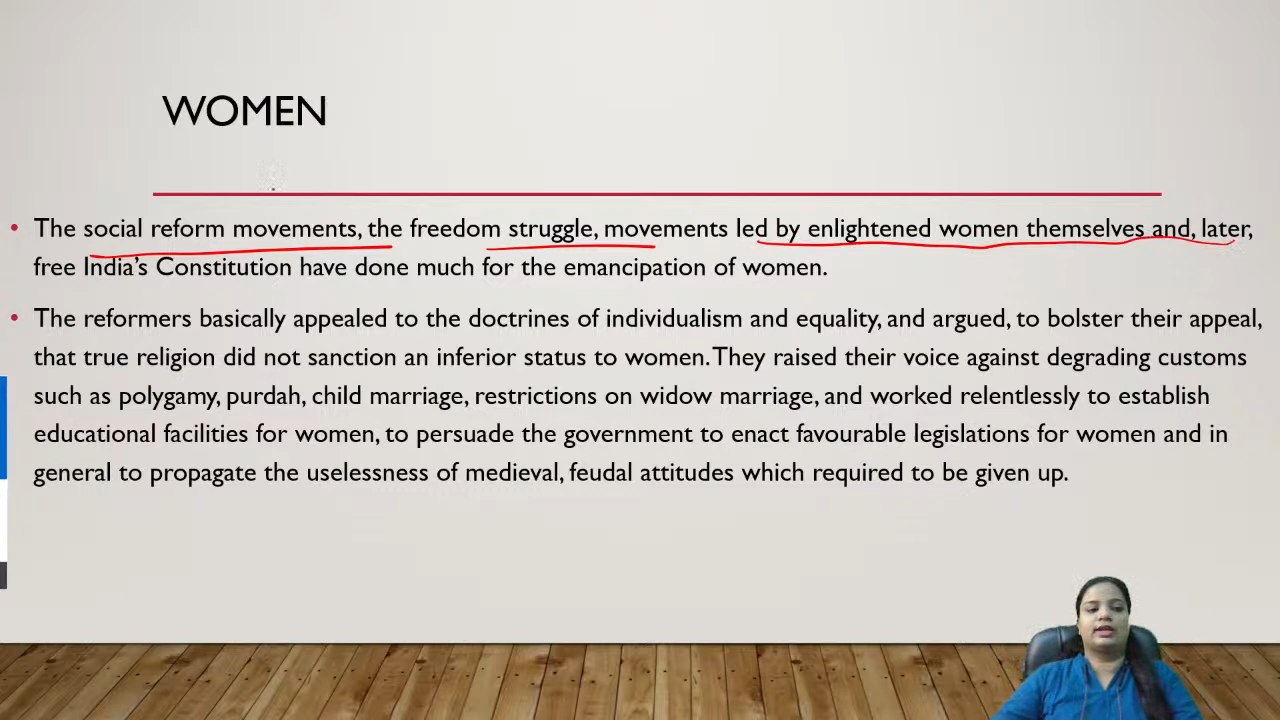 WOMEN
The social reform movements, the freedom struggle, movements led by enlightened women themselves and, later,
free India's Constitution have done much for the emancipation of women.
The reformers basically appealed to the doctrines of individualism and equality, and argued, to bolster their appeal,
that true religion did not sanction an inferior status to women. They raised their voice against degrading customs
such as polygamy, purdah, child marriage, restrictions on widow marriage, and worked relentlessly to establish
educational facilities for women, to persuade the government to enact favourable legislations for women and in
general to propagate the uselessness of medieval, feudal attitudes which required to be given up.